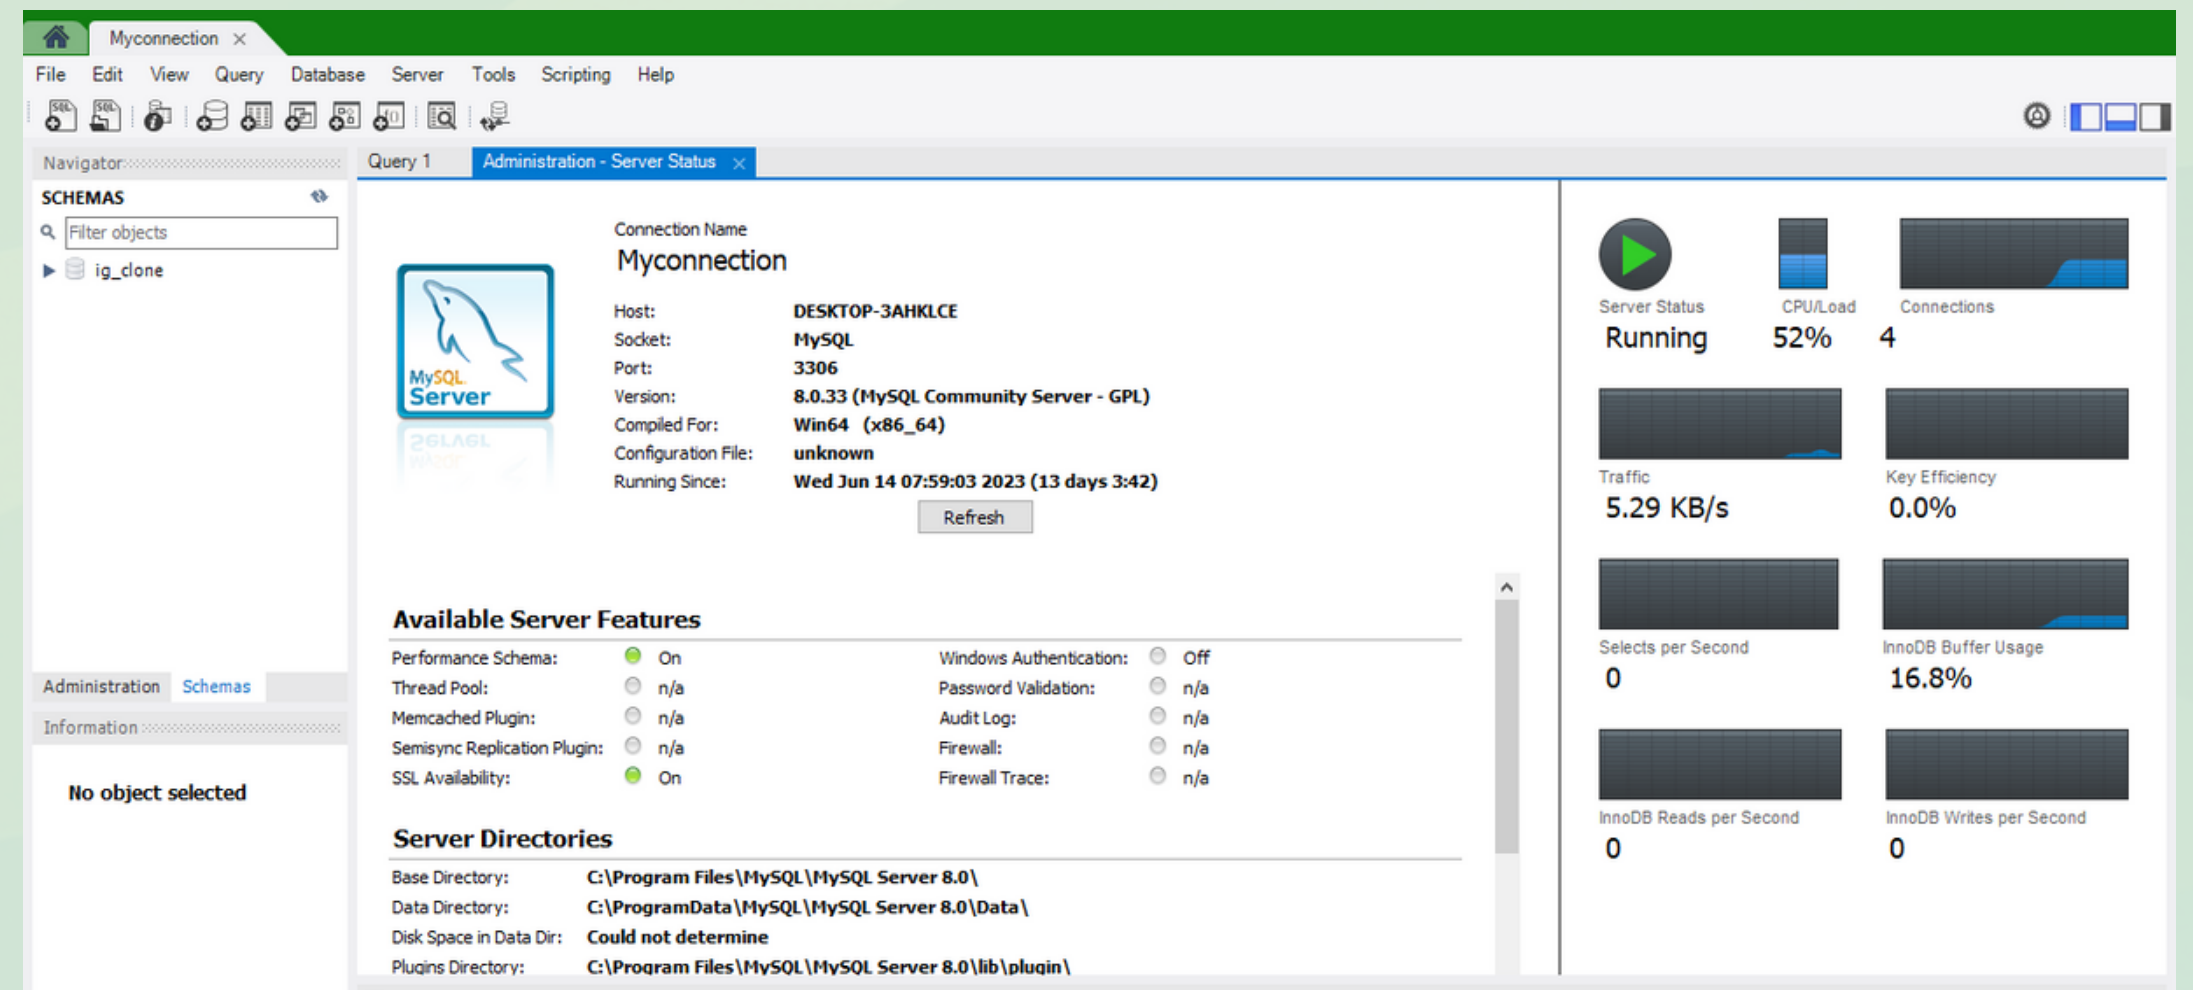 Myconnection ×
File Edit View Query Database Server Tools Scripting Help
Navigator
SCHEMAS
Filter objects
ig_clone
Administration Schemas
Information
No object selected
Query 1 Administration - Server Status ×
MySQL
Server
Connection Name
Myconnection
Host: DESKTOP-3AHKLCE
Socket: MySQL
Port: 3306
Version: 8.0.33 (MySQL Community Server - GPL)
Compiled For: Win64 (x86_64)
Configuration File: unknown
Running Since: Wed Jun 14 07:59:03 2023 (13 days 3:42)
Refresh
Available Server Features
Performance Schema: On Windows Authentication: Off
Thread Pool: n/a Password Validation: n/a
Memcached Plugin: n/a Audit Log: n/a
Semisync Replication Plugin: n/a Firewall: n/a
SSL Availability: On Firewall Trace: n/a
Server Directories
Base Directory: C:\Program Files\MySQL\MySQL Server 8.0\
Data Directory: C:\ProgramData\MySQL\MySQL Server 8.0\Data\
Disk Space in Data Dir: Could not determine
Plugins Directory: C:\Program Files\MySQL\MySQL Server 8.0\lib\plugin\
Server Status CPU/Load Connections
Running 52% 4
Traffic Key Efficiency
5.29 KB/s 0.0%
Selects per Second InnoDB Buffer Usage
0 16.8%
InnoDB Reads per Second InnoDB Writes per Second
0 0